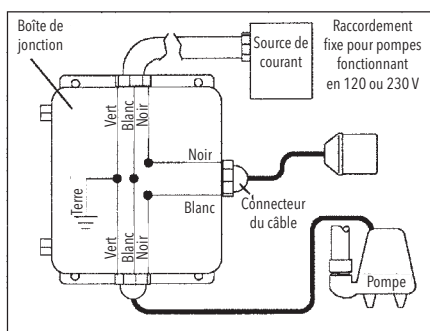 Boîte de
jonction
Source de
courant
Raccordement
fixe pour pompes
fonctionnant
en 120 ou 230 V
Vert
Blanc
Noir
Noir
Blanc
Connecteur
du câble
Terre
Vert
Blanc
Noir
Pompe